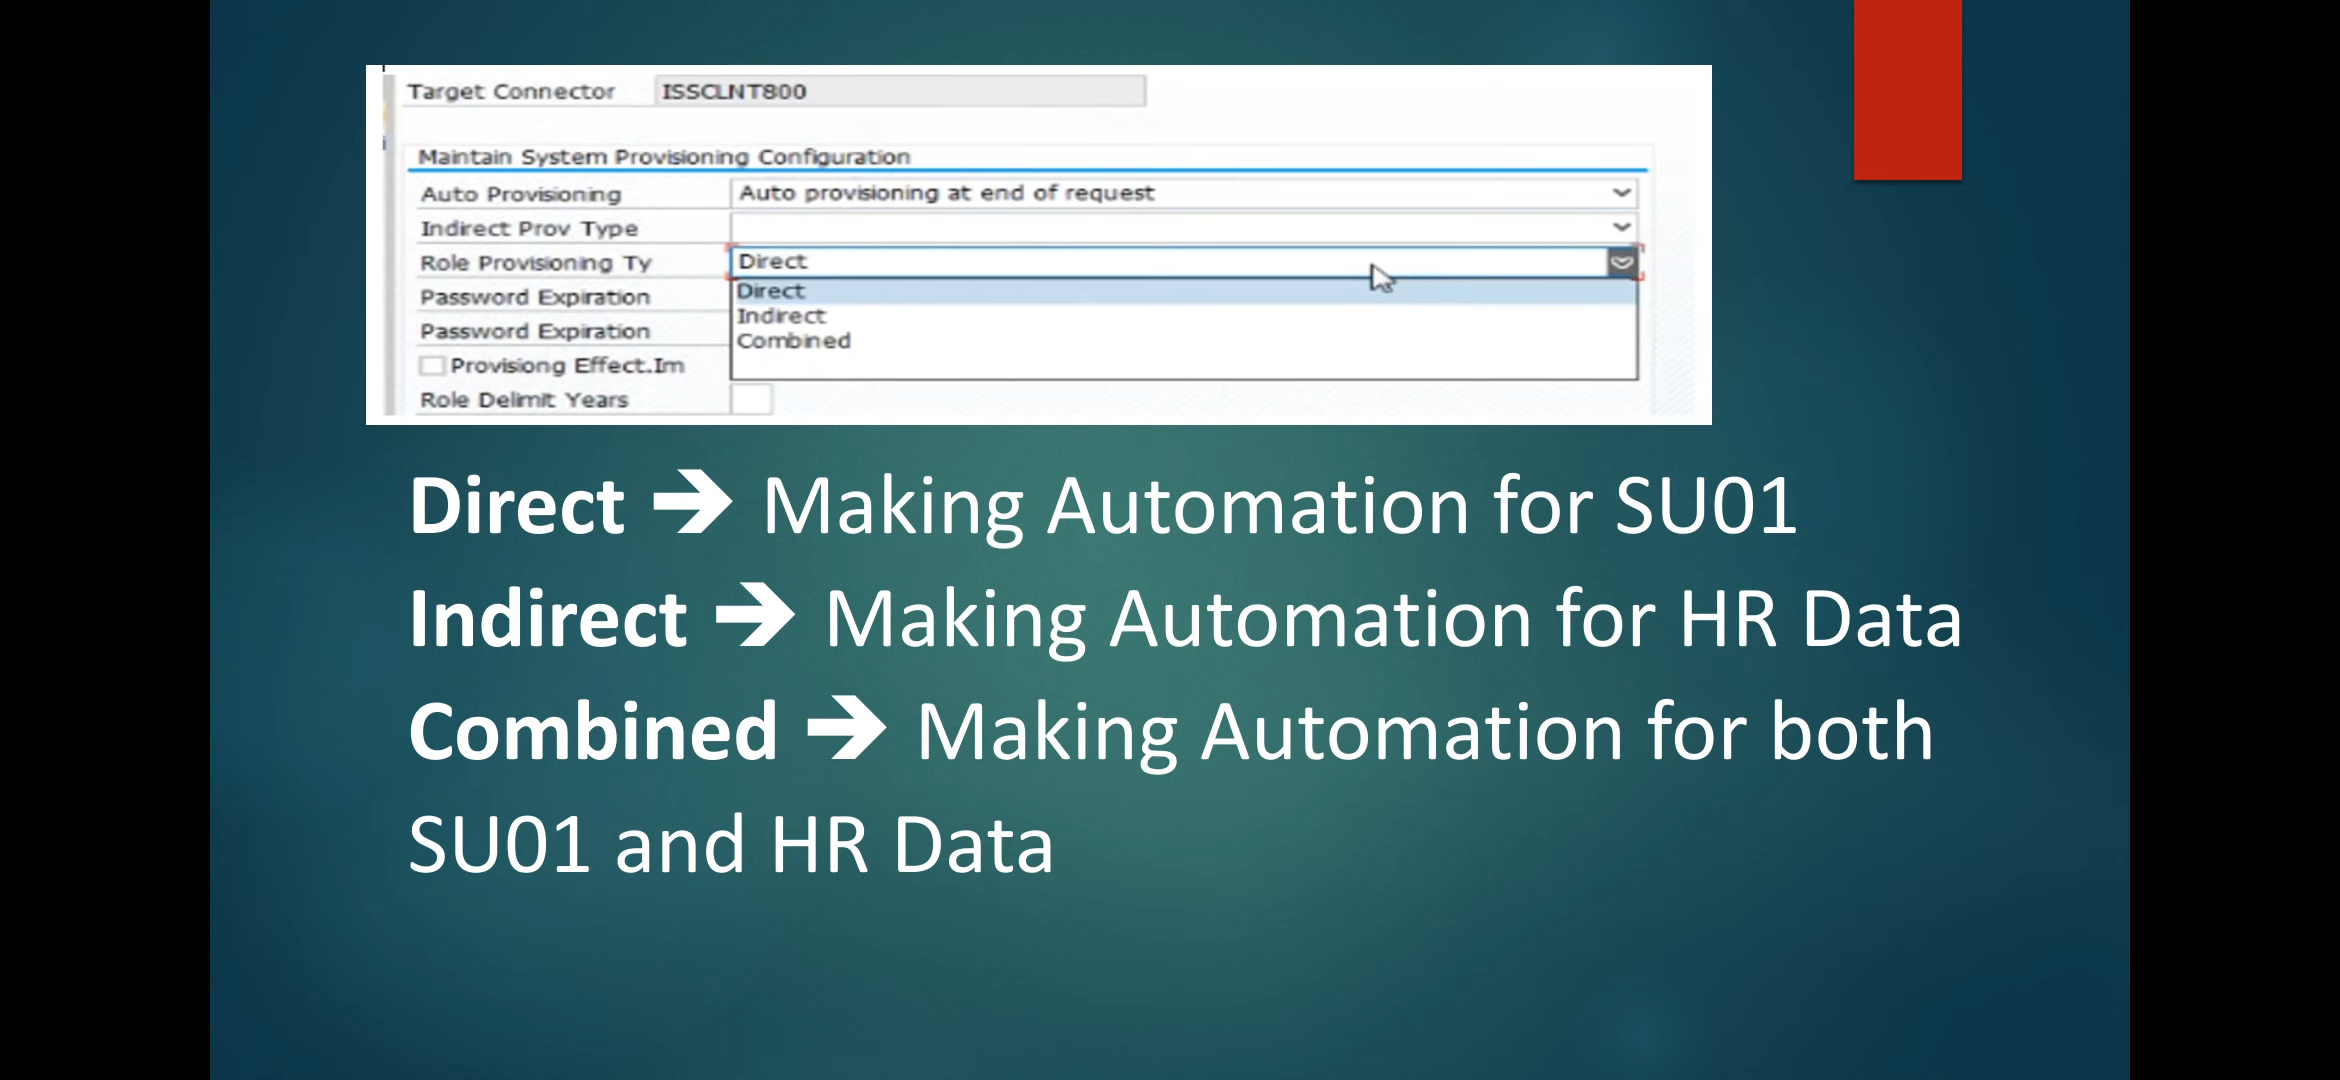 Target Connector ISSCLNT800
Maintain System Provisioning Configuration
Auto Provisioning Auto provisioning at end of request
Indirect Prov Type
Role Provisioning Ty Direct
Password Expiration Direct
Indirect
Password Expiration Combined
Provisiong Effect.Im
Role Delimit Years
Direct ➔ Making Automation for SU01
Indirect ➔ Making Automation for HR Data
Combined ➔ Making Automation for both
SU01 and HR Data